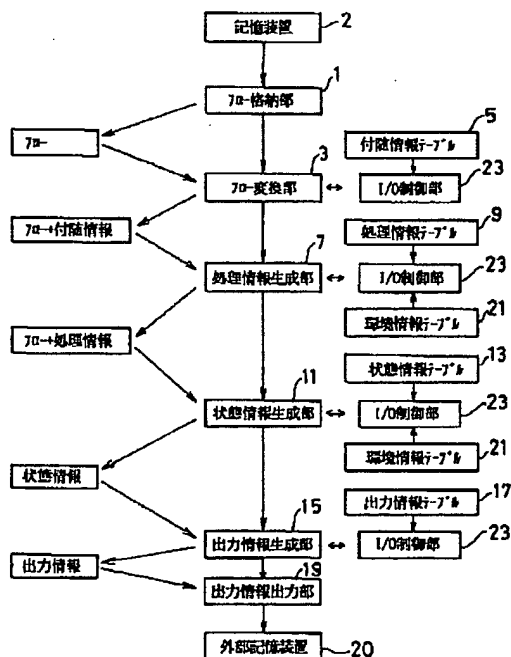 記憶装置
2
1
ﾌﾛｰ格納部
5
ﾌﾛｰ
付随情報ﾃｰﾌﾞﾙ
3
23
ﾌﾛｰ変換部
I/O制御部
9
ﾌﾛｰ+付随情報
処理情報ﾃｰﾌﾞﾙ
7
23
処理情報生成部
I/O制御部
21
ﾌﾛｰ+処理情報
環境情報ﾃｰﾌﾞﾙ
13
状態情報ﾃｰﾌﾞﾙ
11
23
状態情報生成部
I/O制御部
21
環境情報ﾃｰﾌﾞﾙ
状態情報
17
出力情報ﾃｰﾌﾞﾙ
15
出力情報生成部
I/O制御部
23
出力情報
19
出力情報出力部
外部記憶装置
20